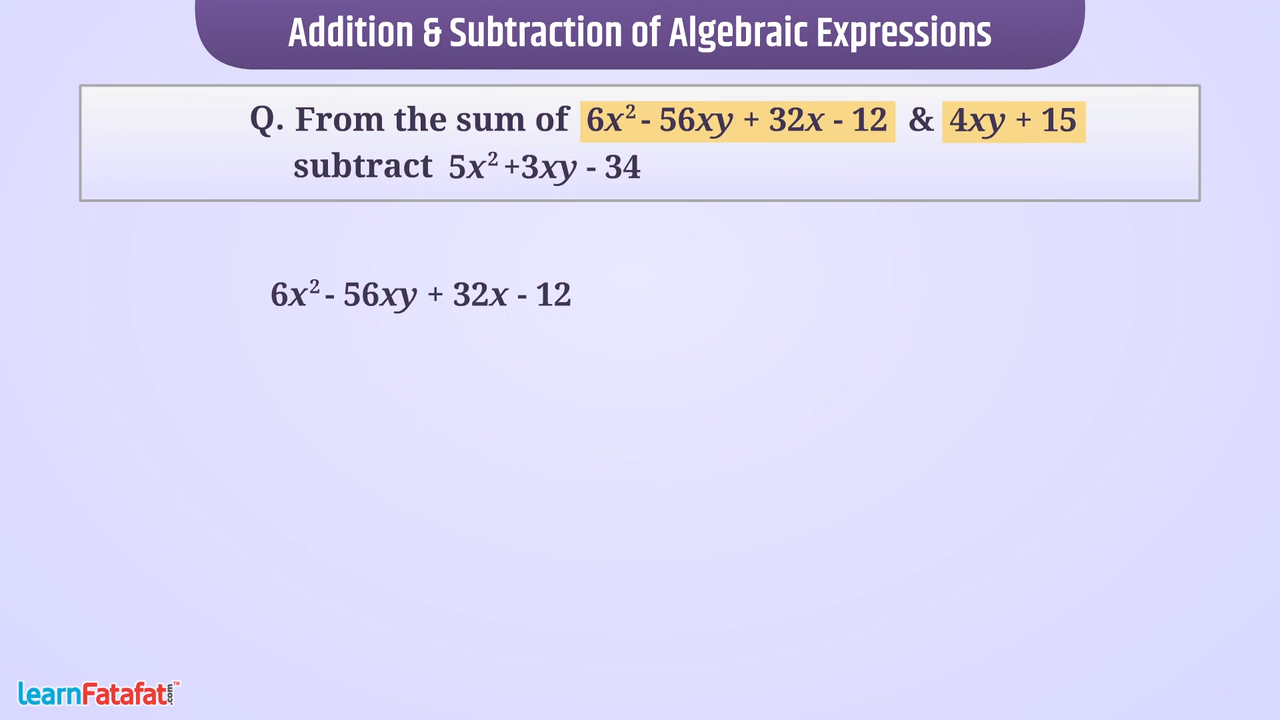 Addition & Subtraction of Algebraic Expressions
Q. From the sum of 6x² - 56xy + 32x - 12 & 4xy + 15
subtract 5x² +3xy - 34
6x² - 56xy + 32x - 12
learnFatafat.com™